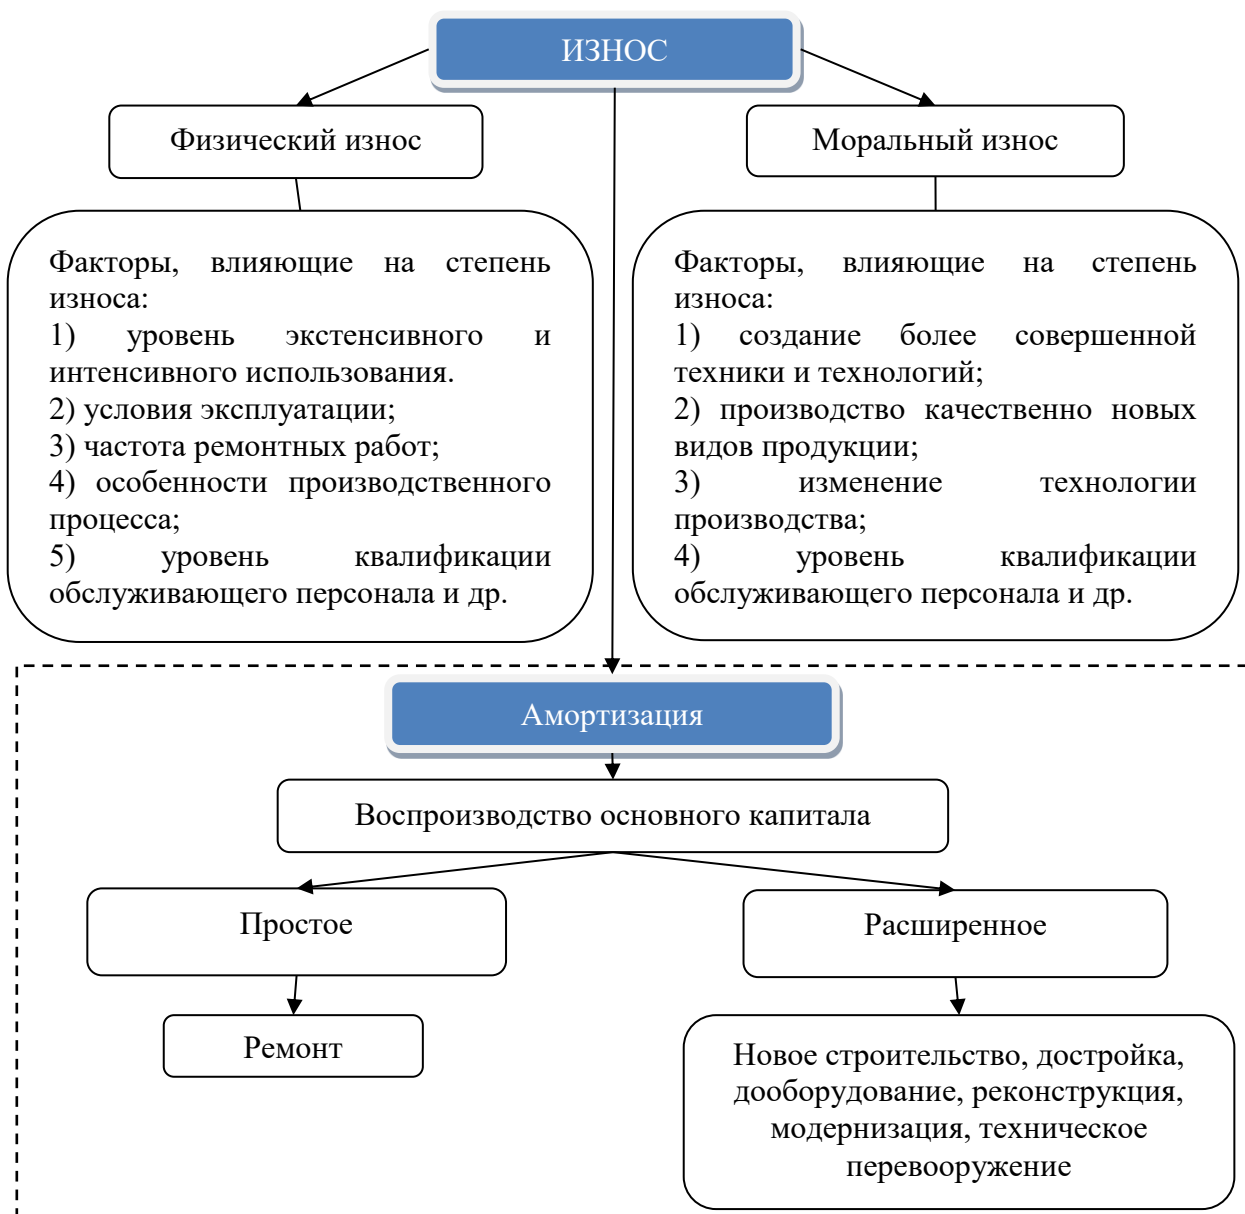 ИЗНОС
Физический износ
Моральный износ
Факторы, влияющие на степень
износа:
1) уровень экстенсивного и
интенсивного использования.
2) условия эксплуатации;
3) частота ремонтных работ;
4) особенности производственного
процесса;
5) уровень квалификации
обслуживающего персонала и др.
Факторы, влияющие на степень
износа:
1) создание более совершенной
техники и технологий;
2) производство качественно новых
видов продукции;
3) изменение технологии
производства;
4) уровень квалификации
обслуживающего персонала и др.
Амортизация
Воспроизводство основного капитала
Простое
Расширенное
Ремонт
Новое строительство, достройка,
дооборудование, реконструкция,
модернизация, техническое
перевооружение